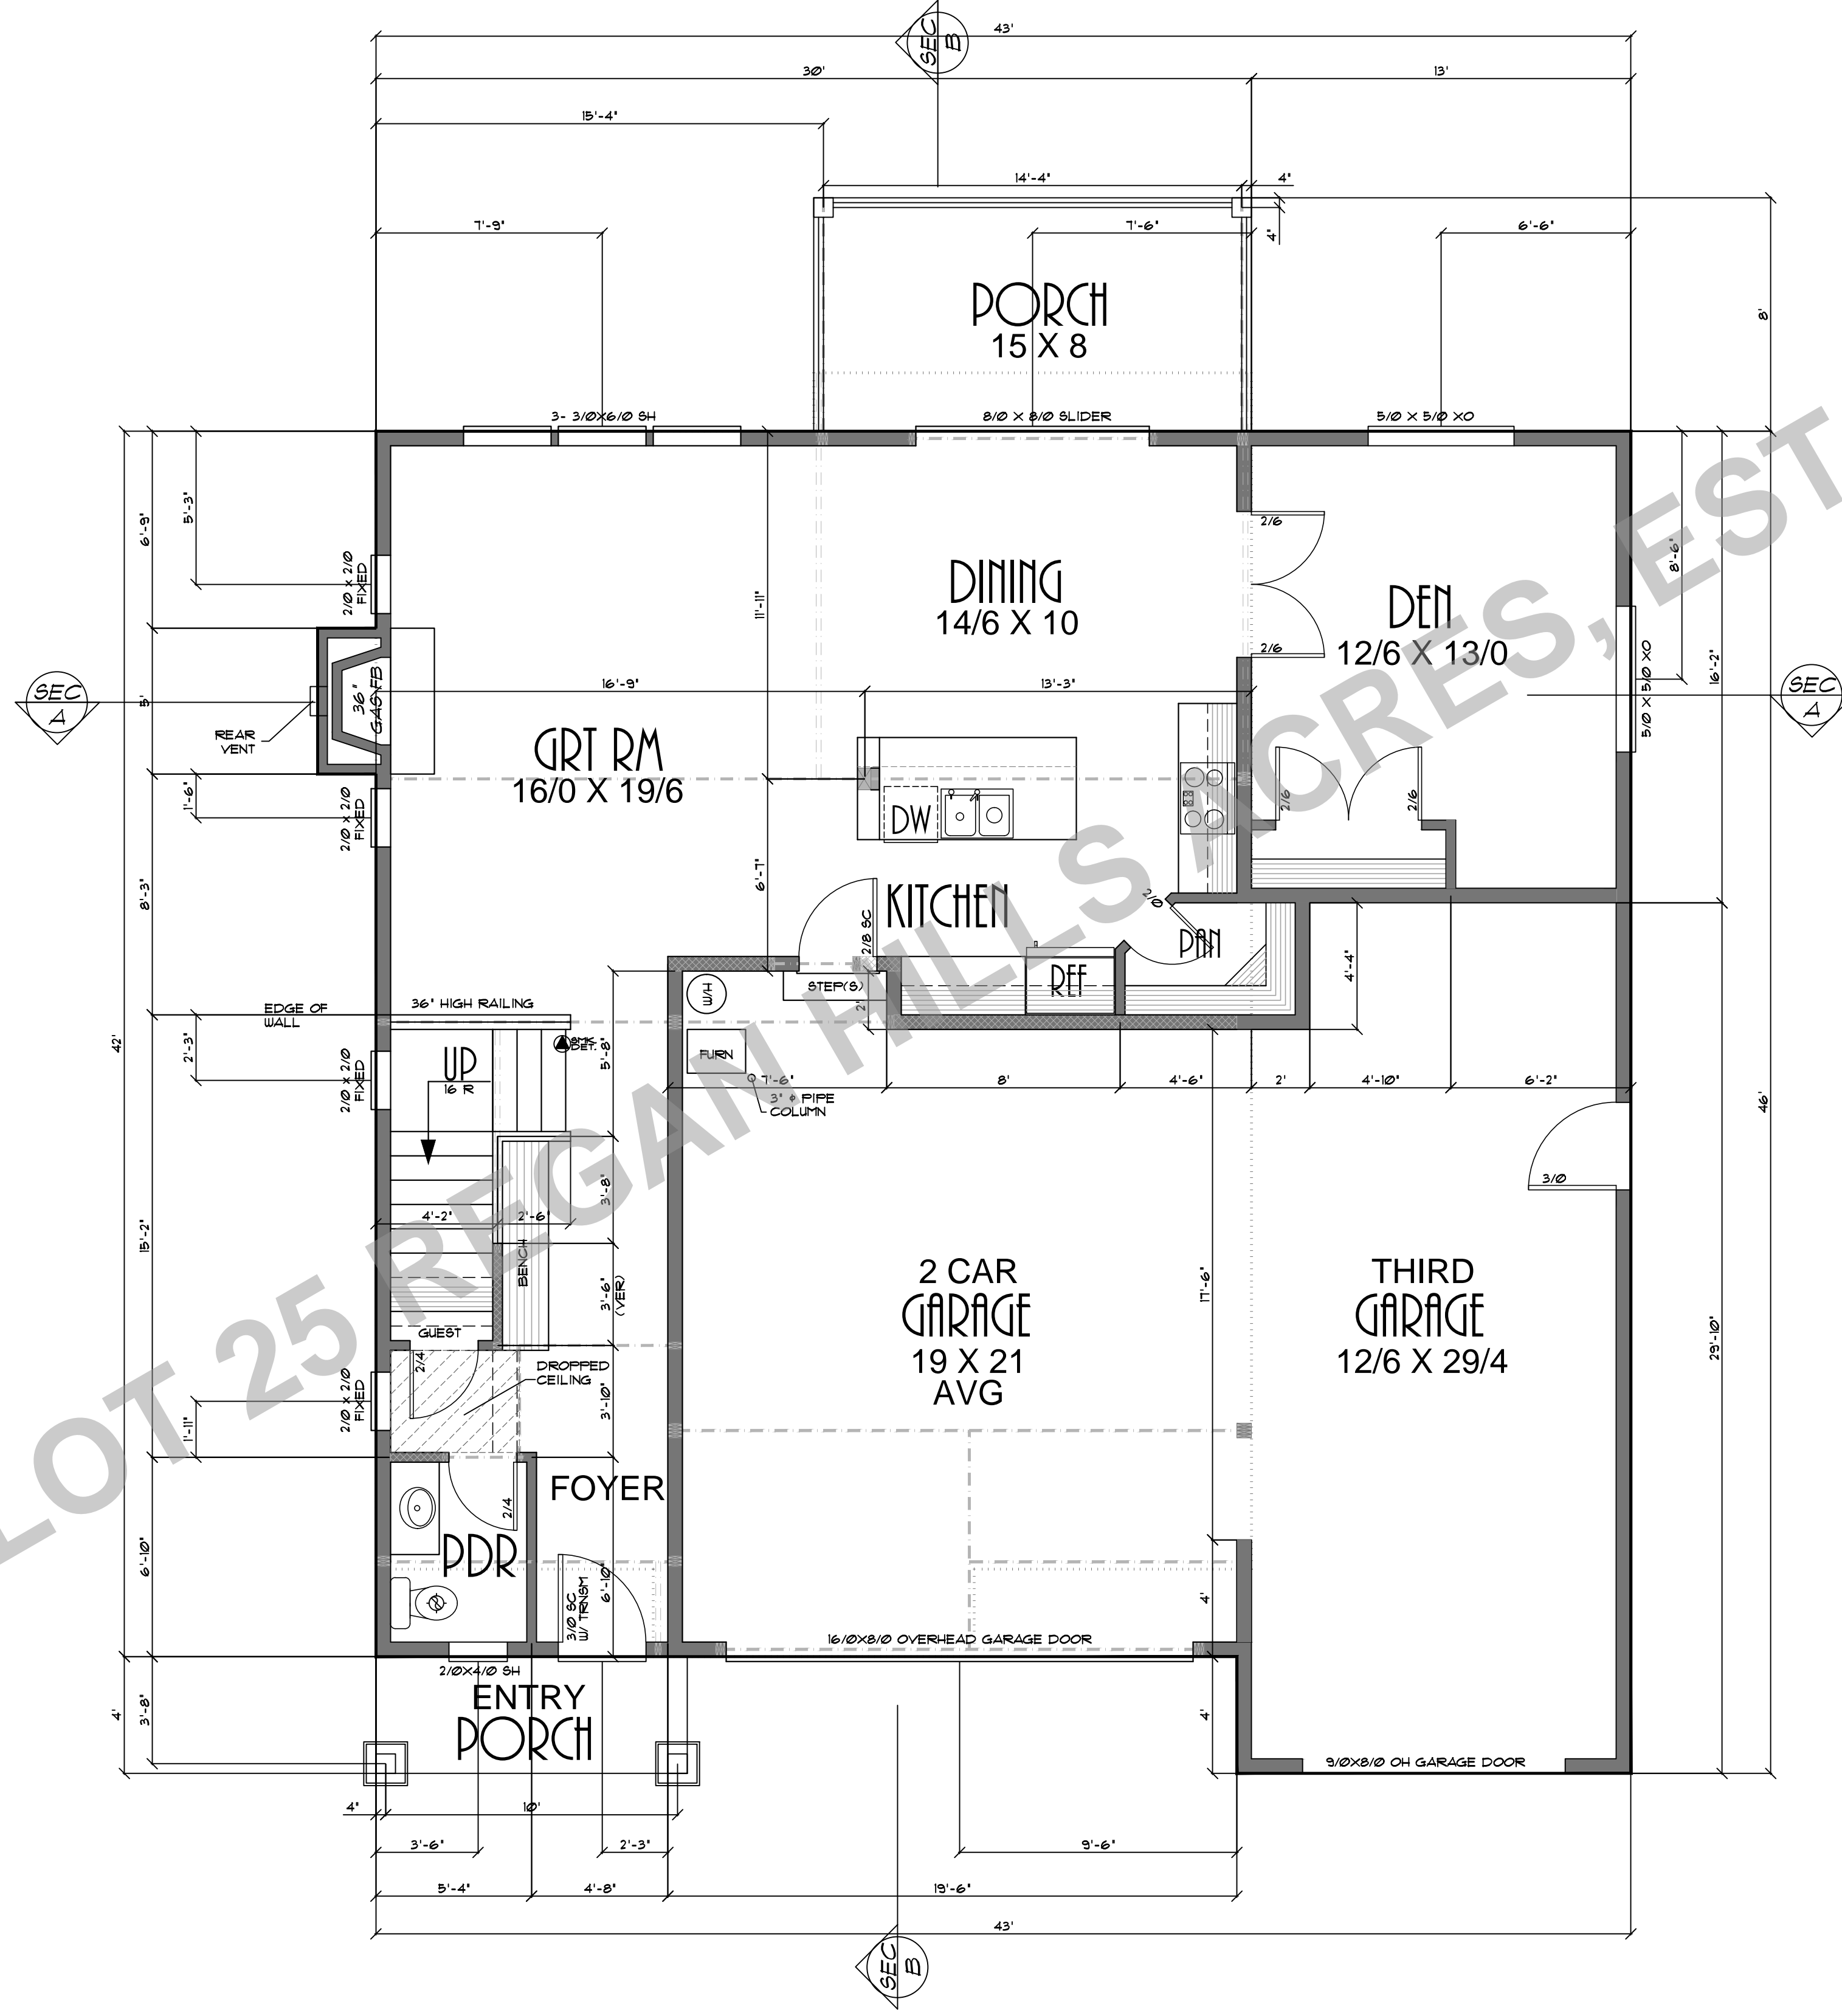 43'
SEC
B
30'
13'
15'-4"
14'-4"
4"
7'-9"
7'-6"
4"
6'-6"
PORCH
15 X 8
8'
3- 3/0X6/0 SH
8/0 X 8/0 SLIDER
5/0 X 5/0 XO
5'-3"
6'-9"
2/0 X 2/0
FIXED
11'-11"
DINING
14/6 X 10
2/6
2/6
DEN
12/6 X 13/0
8'-6"
16'-2"
5/0 X 5/0 XO
SEC
A
5'
36"
GAS FB
REAR
VENT
16'-9"
13'-3"
SEC
A
GRT RM
16/0 X 19/6
1'-6"
2/0 X 2/0
FIXED
DW
2/6
2/6
8'-3"
6'-7"
KITCHEN
2/8 SC
2/0
PAN
REF
4'-4"
W/H
STEP(S)
2'
EDGE OF
WALL
36" HIGH RAILING
42'
2'-3"
2/0 X 2/0
FIXED
UP
16 R
SMK
DET.
5'-8"
FURN
7'-6"
8'
4'-6"
2'
4'-10"
6'-2"
3" ϕ PIPE
COLUMN
46'
3/0
3'-8"
4'-2"
2'-6"
15'-2"
BENCH
3'-6"
(VER)
17'-6"
2 CAR
GARAGE
19 X 21
AVG
THIRD
GARAGE
12/6 X 29/4
29'-10"
GUEST
2/4
DROPPED
CEILING
3'-10"
2/0 X 2/0
FIXED
1'-11"
FOYER
2/4
PDR
6'-10"
6'-10"
3/0 SC
W/ TRNSM
4'
16/0X8/0 OVERHEAD GARAGE DOOR
2/0X4/0 SH
ENTRY
PORCH
4'
3'-8"
4'
9/0X8/0 OH GARAGE DOOR
4"
10'
3'-6"
2'-3"
9'-6"
5'-4"
4'-8"
19'-6"
43'
SEC
B
LOT 25 REGAN HILLS ACRES, EST